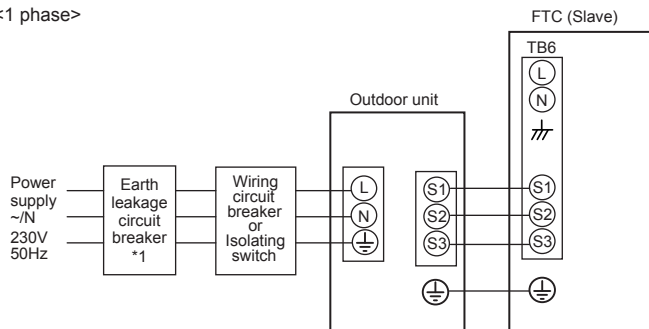 <1 phase>
FTC (Slave)
TB6
L
N
Outdoor unit
Power
supply
~/N
230V
50Hz
Earth
leakage
circuit
breaker
*1
Wiring
circuit
breaker
or
Isolating
switch
L
N
S1
S2
S3
S1
S2
S3